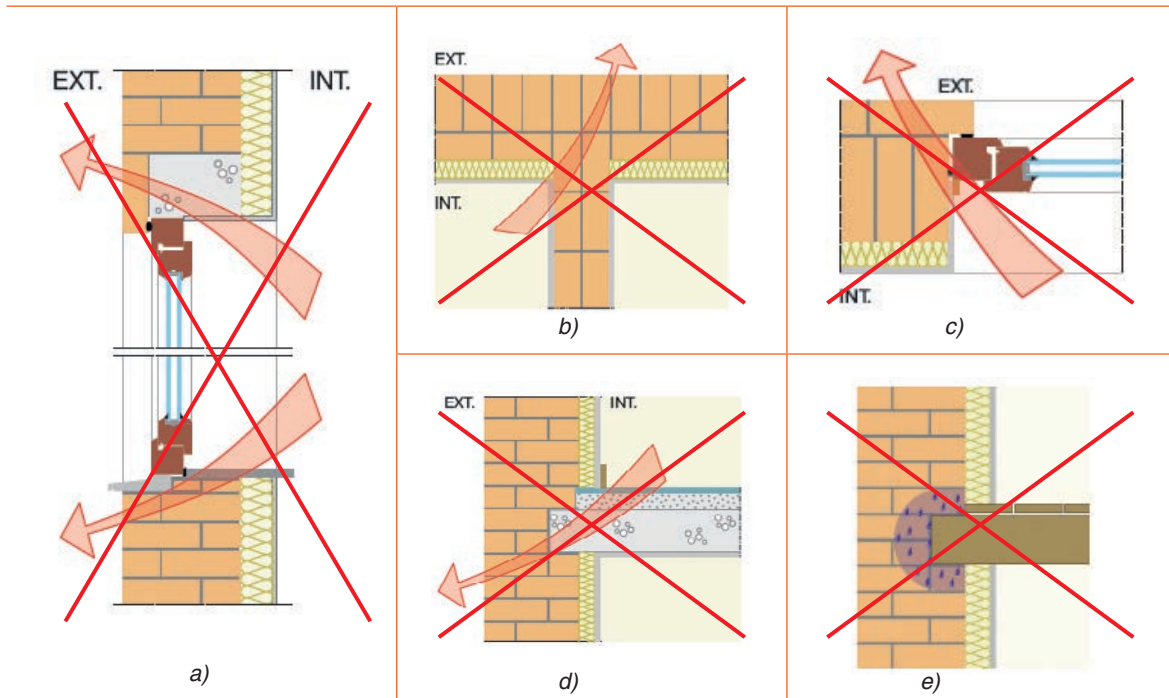 EXT.
INT.
a)
EXT.
INT.
b)
EXT.
INT.
c)
EXT.
INT.
d)
e)